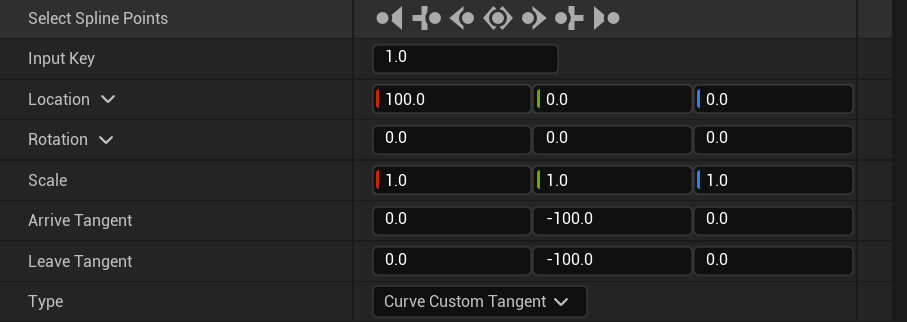 Select Spline Points
Input Key 1.0
Location 100.0 0.0 0.0
Rotation 0.0 0.0 0.0
Scale 1.0 1.0 1.0
Arrive Tangent 0.0 -100.0 0.0
Leave Tangent 0.0 -100.0 0.0
Type Curve Custom Tangent